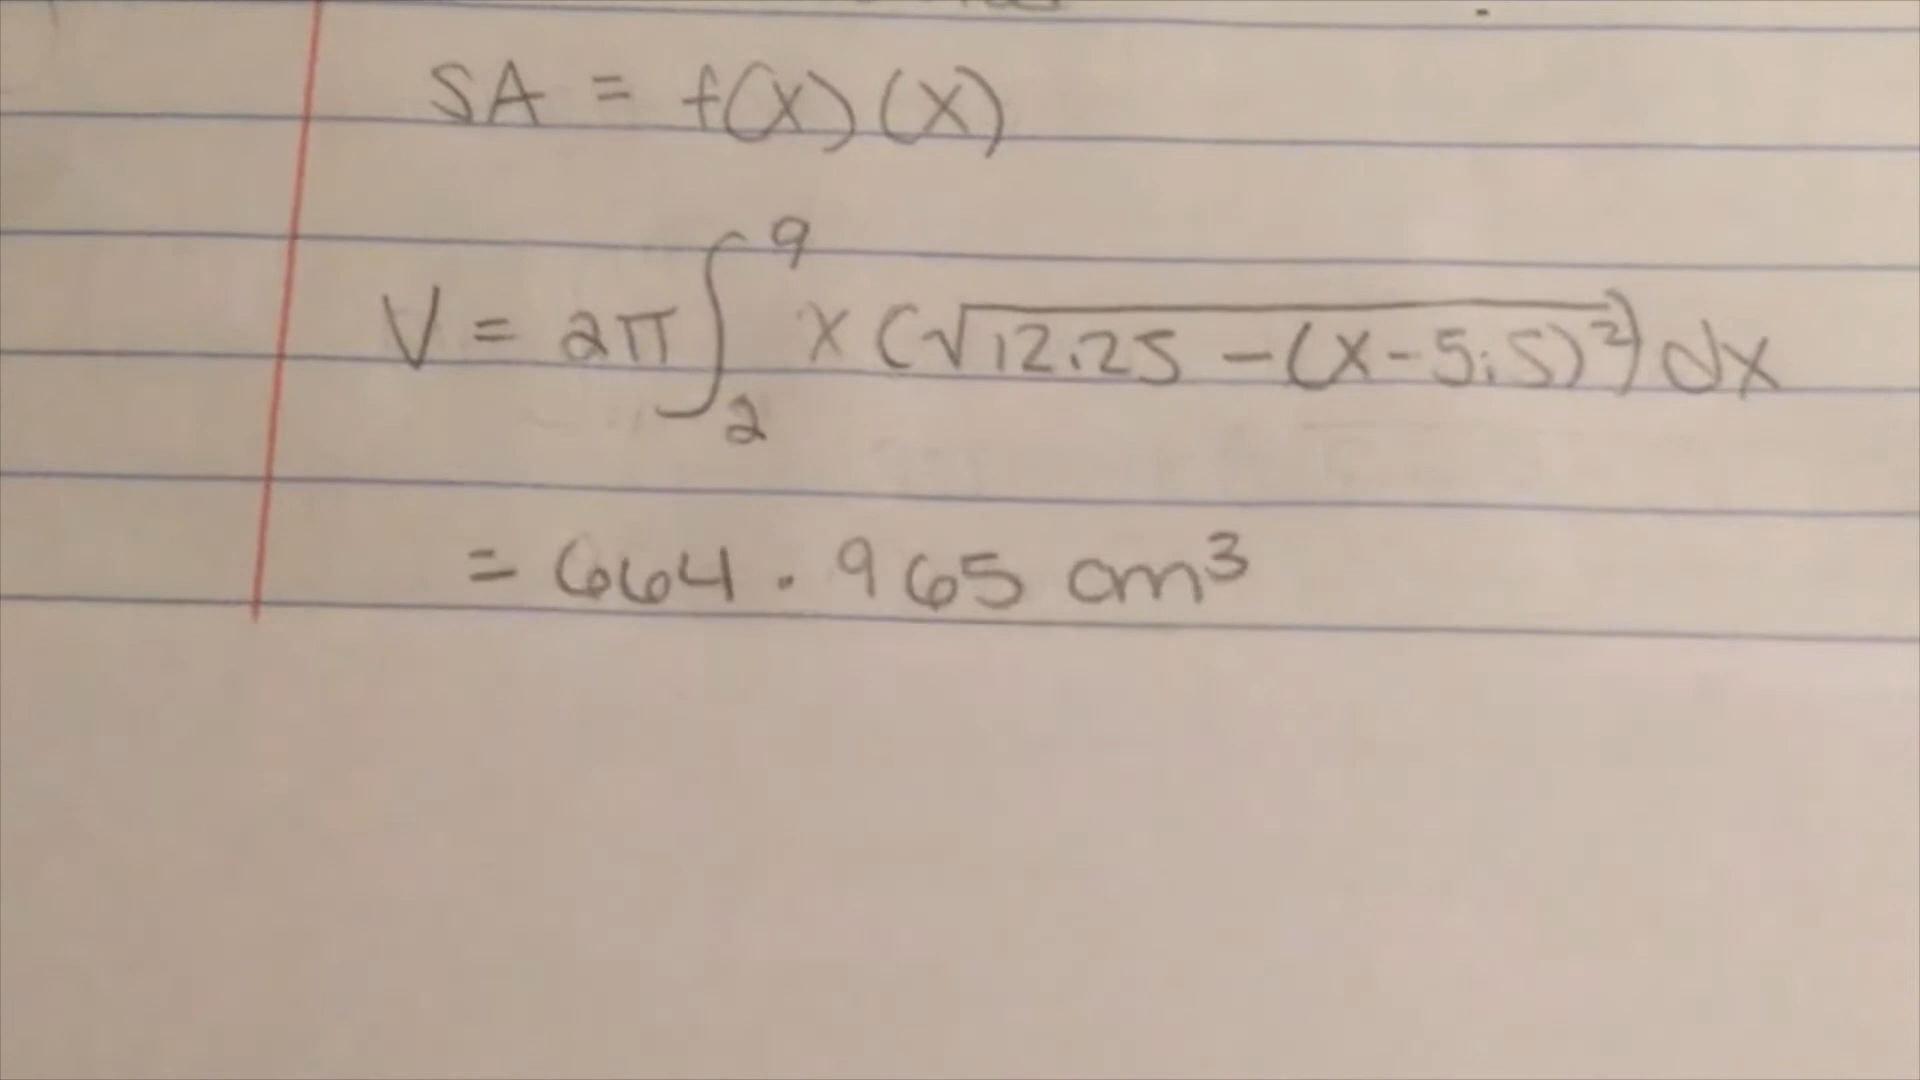 SA = f(x)(x)
V = 2π∫₂⁹ x(√12.25 - (x - 5.5)²) dx
= 664.965 cm³